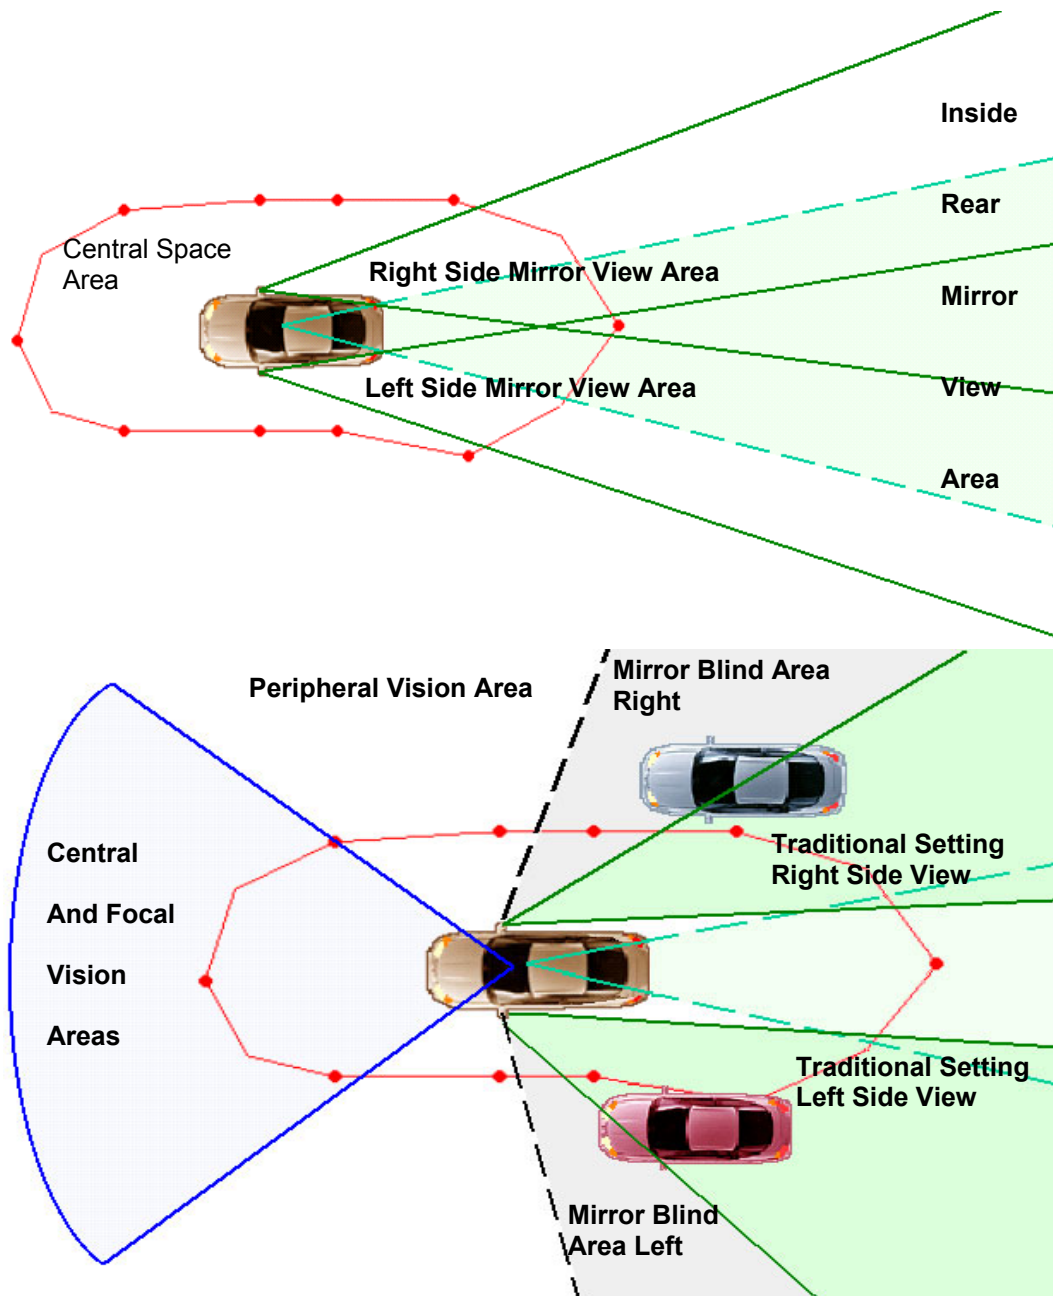 Inside
Rear
Central Space
Area
Right Side Mirror View Area
Mirror
Left Side Mirror View Area
View
Area
Mirror Blind Area
Right
Peripheral Vision Area
Central
And Focal
Vision
Areas
Traditional Setting
Right Side View
Traditional Setting
Left Side View
Mirror Blind
Area Left